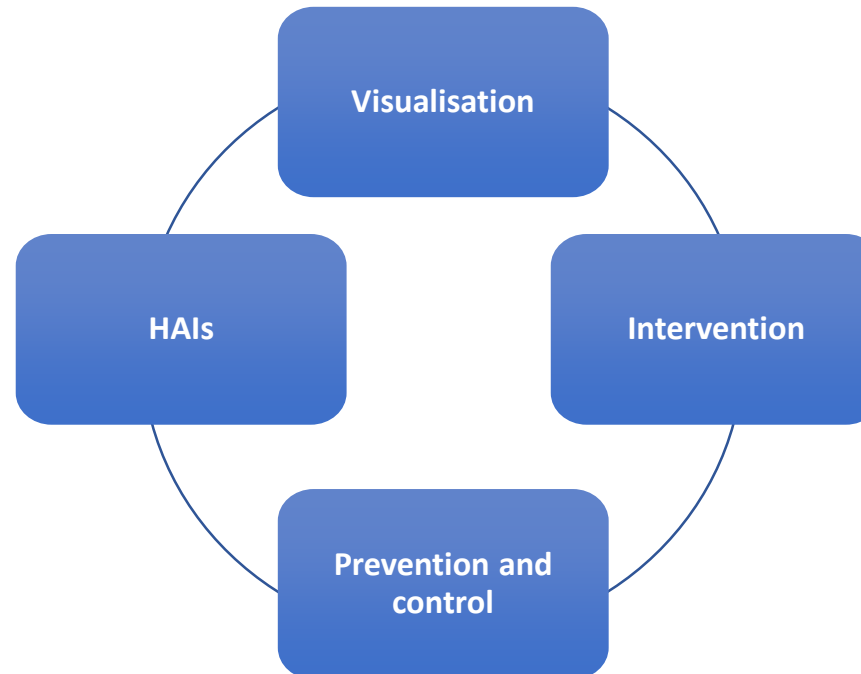 Visualisation
HAIs
Intervention
Prevention and
control